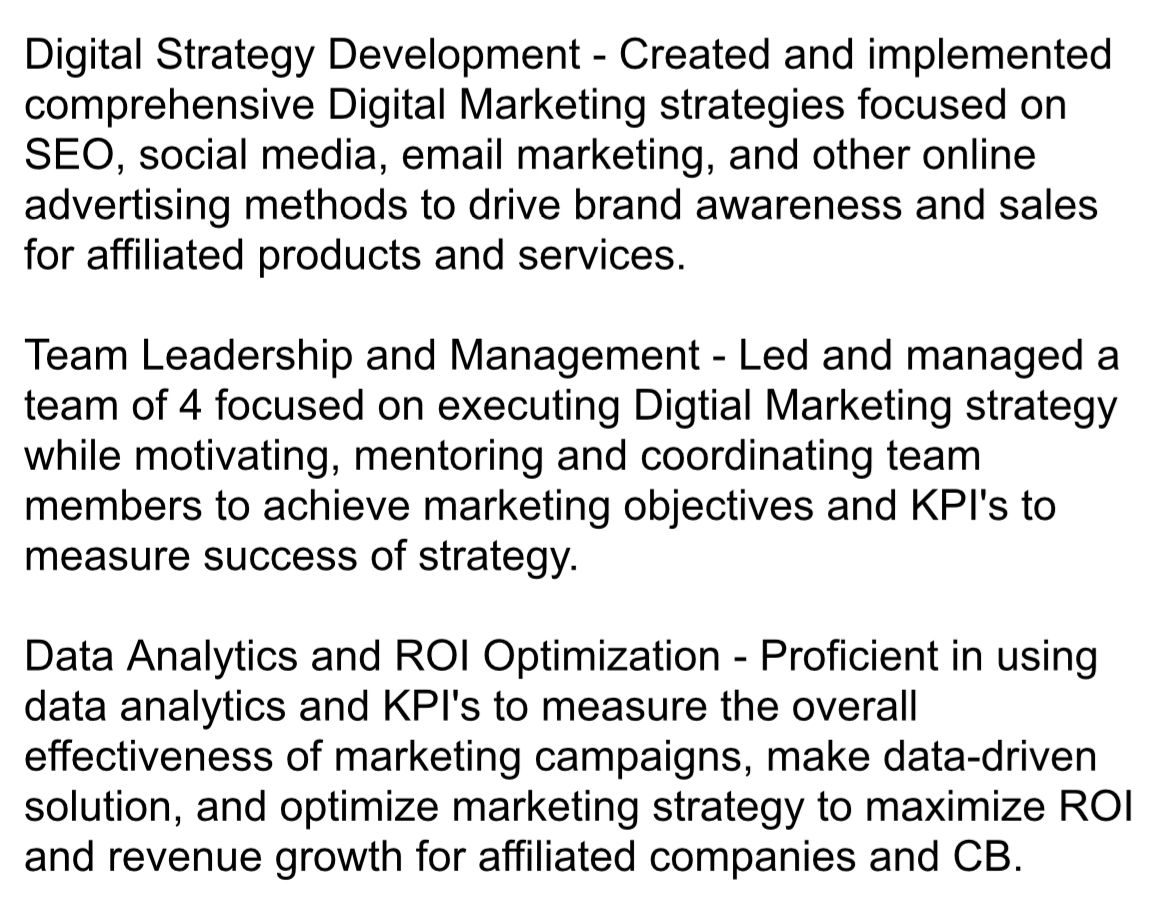 Digital Strategy Development - Created and implemented
comprehensive Digital Marketing strategies focused on
SEO, social media, email marketing, and other online
advertising methods to drive brand awareness and sales
for affiliated products and services.
Team Leadership and Management - Led and managed a
team of 4 focused on executing Digtial Marketing strategy
while motivating, mentoring and coordinating team
members to achieve marketing objectives and KPI's to
measure success of strategy.
Data Analytics and ROI Optimization - Proficient in using
data analytics and KPI's to measure the overall
effectiveness of marketing campaigns, make data-driven
solution, and optimize marketing strategy to maximize ROI
and revenue growth for affiliated companies and CB.